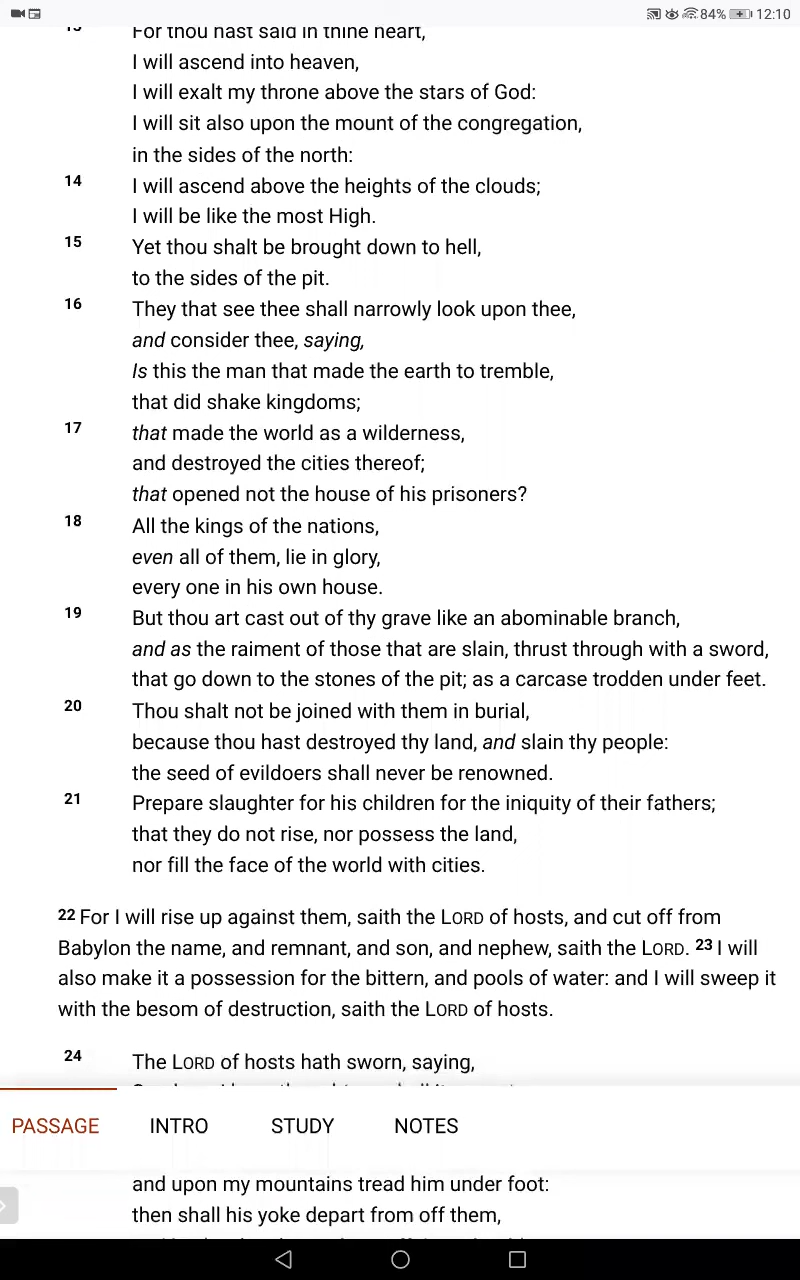 84% 12:10
13 For thou hast said in thine heart,
I will ascend into heaven,
I will exalt my throne above the stars of God:
I will sit also upon the mount of the congregation,
in the sides of the north:
14 I will ascend above the heights of the clouds;
I will be like the most High.
15 Yet thou shalt be brought down to hell,
to the sides of the pit.
16 They that see thee shall narrowly look upon thee,
and consider thee, saying,
Is this the man that made the earth to tremble,
that did shake kingdoms;
17 that made the world as a wilderness,
and destroyed the cities thereof;
that opened not the house of his prisoners?
18 All the kings of the nations,
even all of them, lie in glory,
every one in his own house.
19 But thou art cast out of thy grave like an abominable branch,
and as the raiment of those that are slain, thrust through with a sword,
that go down to the stones of the pit; as a carcase trodden under feet.
20 Thou shalt not be joined with them in burial,
because thou hast destroyed thy land, and slain thy people:
the seed of evildoers shall never be renowned.
21 Prepare slaughter for his children for the iniquity of their fathers;
that they do not rise, nor possess the land,
nor fill the face of the world with cities.
22 For I will rise up against them, saith the LORD of hosts, and cut off from
Babylon the name, and remnant, and son, and nephew, saith the LORD. 23 I will
also make it a possession for the bittern, and pools of water: and I will sweep it
with the besom of destruction, saith the LORD of hosts.
24 The LORD of hosts hath sworn, saying,
PASSAGE INTRO STUDY NOTES
and upon my mountains tread him under foot:
then shall his yoke depart from off them,